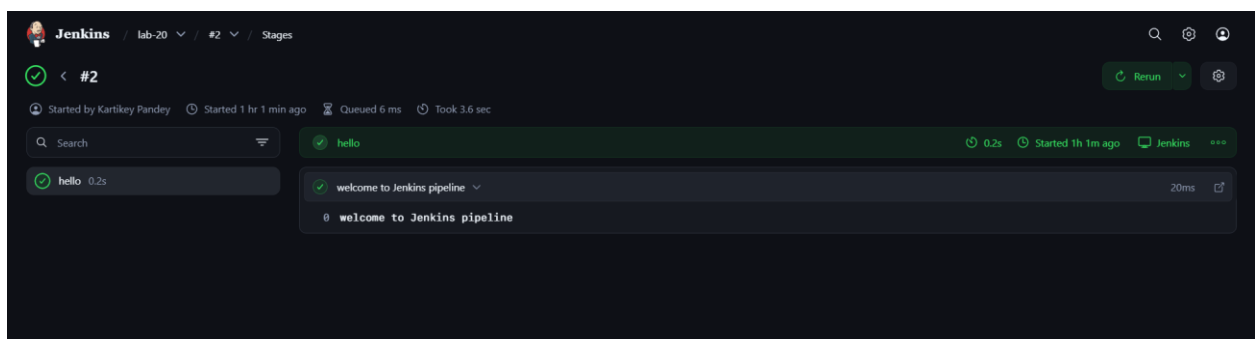 Jenkins / lab-20 / #2 / Stages
#2
Rerun
Started by Kartikey Pandey Started 1 hr 1 min ago Queued 6 ms Took 3.6 sec
Search
hello 0.2s
hello 0.2s Started 1h 1m ago Jenkins
welcome to Jenkins pipeline 20ms
0 welcome to Jenkins pipeline